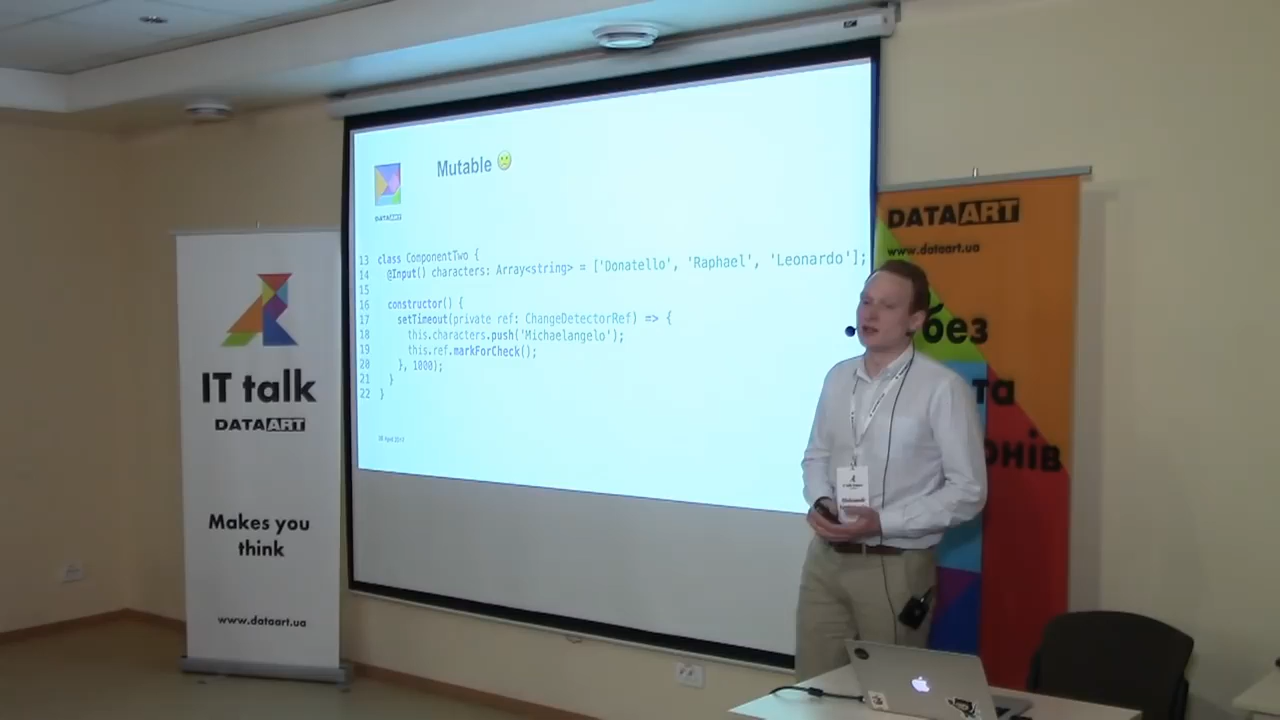 Mutable
DATAART
13 class ComponentTwo {
14 @Input() characters: Array<string> = ['Donatello', 'Raphael', 'Leonardo'];
15
16 constructor() {
17 setTimeout(private ref: ChangeDetectorRef) => {
18 this.characters.push('Michaelangelo');
19 this.ref.markForCheck();
20 }, 1000);
21 }
22 }
IT talk
DATAART
Makes you
think
www.dataart.ua
DATAART
www.dataart.ua
без
та